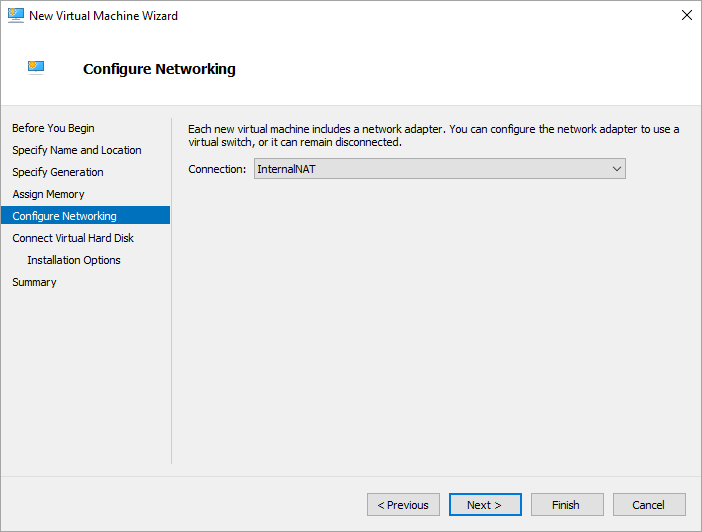 New Virtual Machine Wizard
Configure Networking
Before You Begin
Specify Name and Location
Specify Generation
Assign Memory
Configure Networking
Connect Virtual Hard Disk
Installation Options
Summary
Each new virtual machine includes a network adapter. You can configure the network adapter to use a
virtual switch, or it can remain disconnected.
Connection: InternalNAT
< Previous Next > Finish Cancel